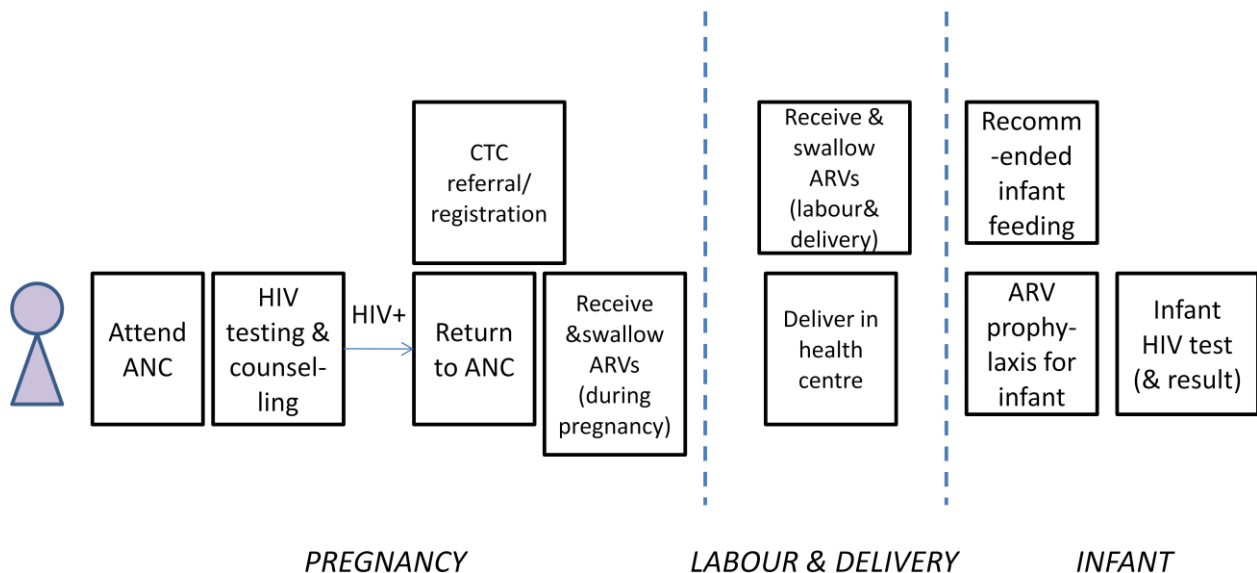 Attend
ANC
HIV
testing &
counsel-
ling
HIV+
CTC
referral/
registration
Return
to ANC
Receive
&swallow
ARVs
(during
pregnancy)
Receive &
swallow
ARVs
(labour&
delivery)
Deliver in
health
centre
Recomm
-ended
infant
feeding
ARV
prophy-
laxis for
infant
Infant
HIV test
(& result)
PREGNANCY
LABOUR & DELIVERY
INFANT